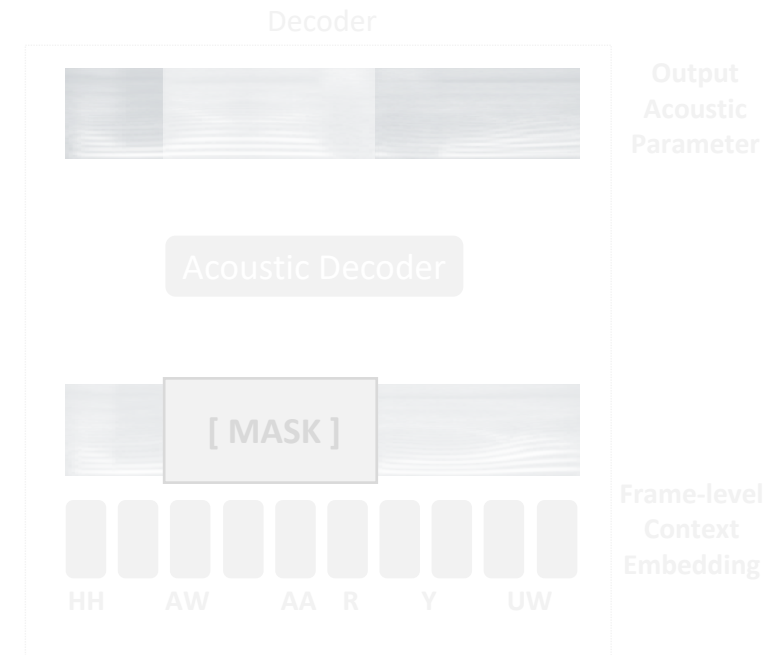 Decoder
Output
Acoustic
Parameter
Acoustic Decoder
[ MASK ]
Frame-level
Context
Embedding
HH AW AA R Y UW